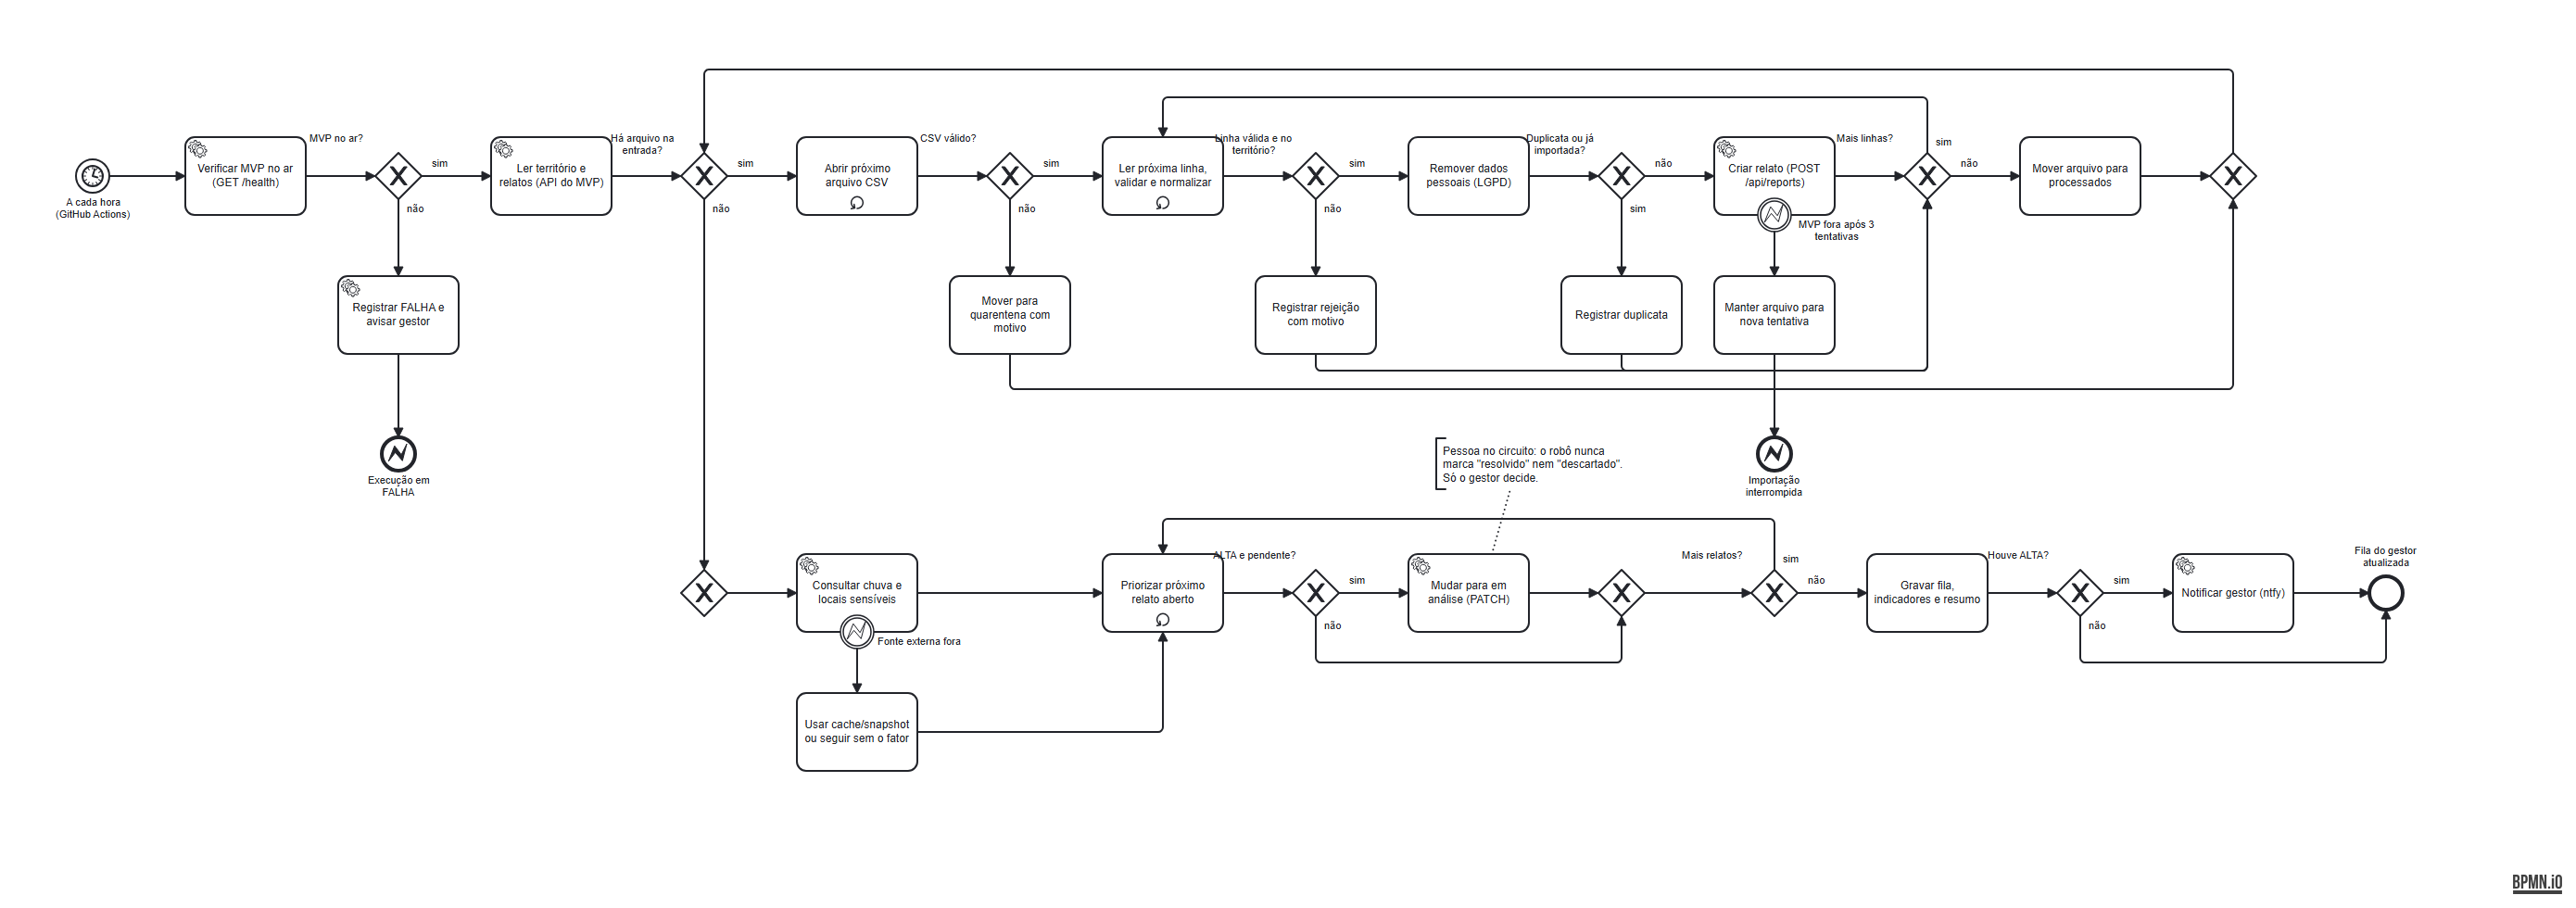 A cada hora
(GitHub Actions)
Verificar MVP no ar
(GET /health)
MVP no ar?
sim
não
Registrar FALHA e
avisar gestor
Execução em
FALHA
Ler território e
relatos (API do MVP)
Há arquivo na
entrada?
sim
não
Abrir próximo
arquivo CSV
CSV válido?
sim
não
Mover para
quarentena com
motivo
Ler próxima linha,
validar e normalizar
Linha válida e no
território?
sim
não
Registrar rejeição
com motivo
Remover dados
pessoais (LGPD)
Duplicata ou já
importada?
não
sim
Registrar duplicata
Criar relato (POST
/api/reports)
MVP fora após 3
tentativas
Manter arquivo para
nova tentativa
Importação
interrompida
Mais linhas?
sim
não
Mover arquivo para
processados
Pessoa no circuito: o robô nunca
marca "resolvido" nem "descartado".
Só o gestor decide.
Consultar chuva e
locais sensíveis
Fonte externa fora
Usar cache/snapshot
ou seguir sem o fator
Priorizar próximo
relato aberto
ALTA e pendente?
sim
não
Mudar para em
análise (PATCH)
Mais relatos?
sim
não
Gravar fila,
indicadores e resumo
Houve ALTA?
sim
não
Notificar gestor (ntfy)
Fila do gestor
atualizada
BPMN.iO